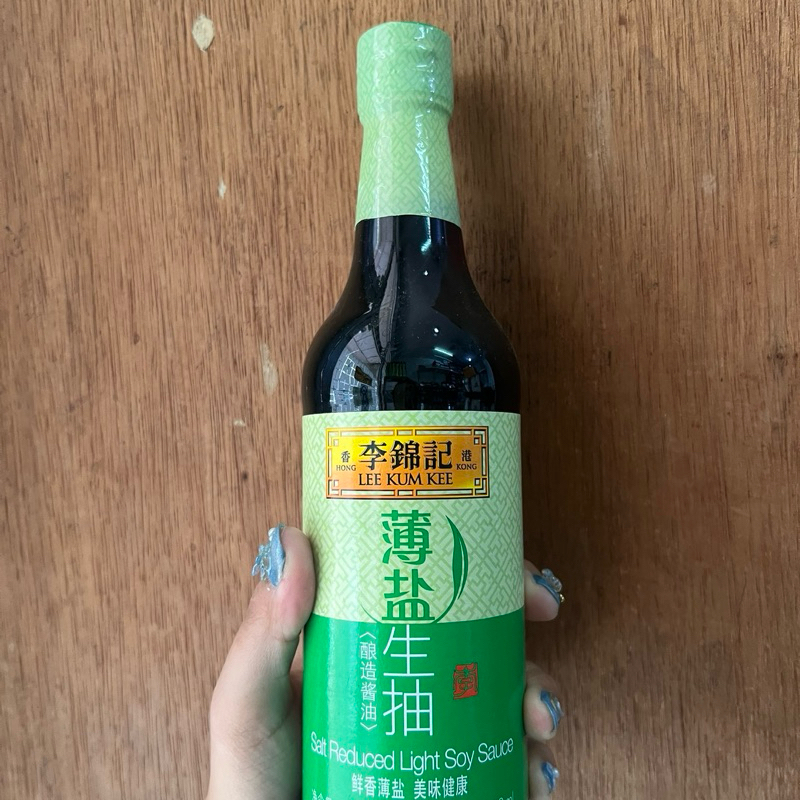 香 李錦記 港
HONG LEE KUM KEE KONG
薄盐
生抽
〈酿造酱油〉
Salt Reduced Light Soy Sauce
鲜香薄盐 美味健康